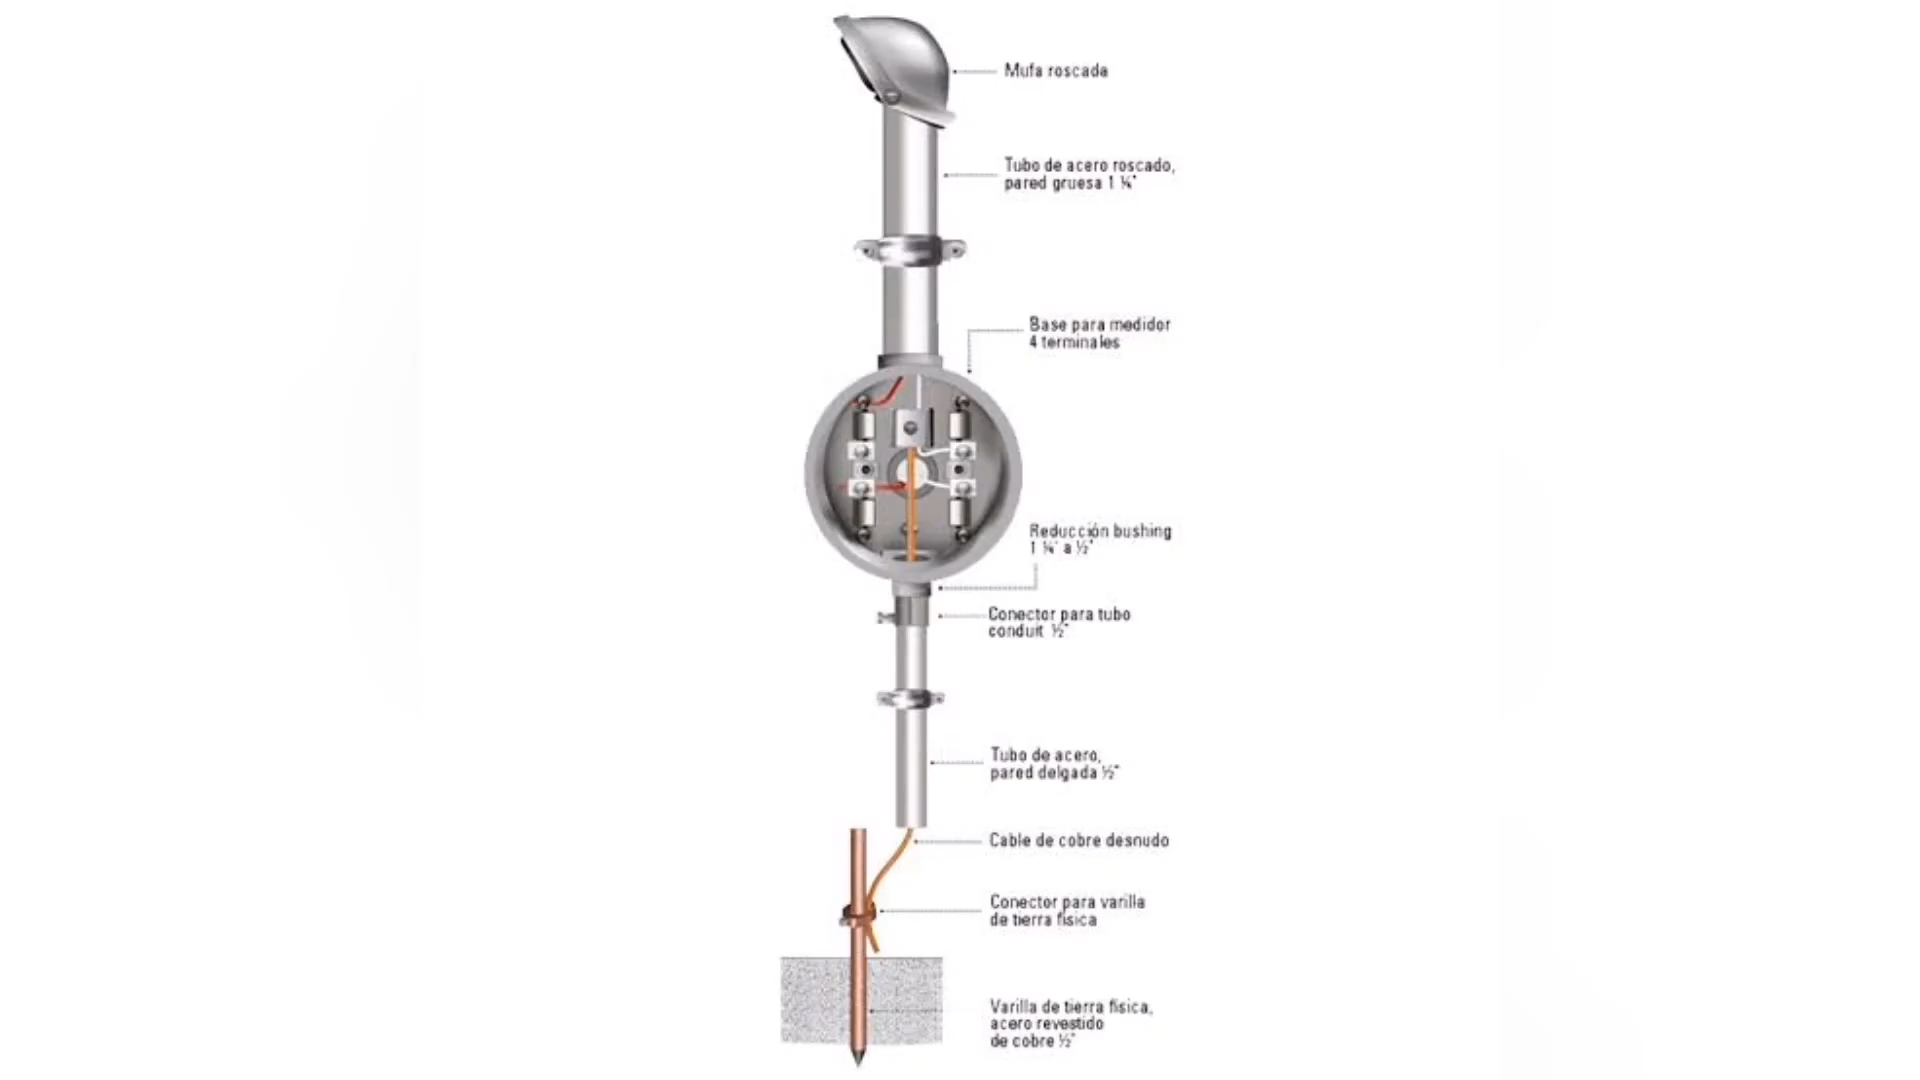 Mufa roscada
Tubo de acero roscado,
pared gruesa 1 ¼"
Base para medidor
4 terminales
Reducción bushing
1 ¼" a ½"
Conector para tubo
conduit ½"
Tubo de acero,
pared delgada ½"
Cable de cobre desnudo
Conector para varilla
de tierra física
Varilla de tierra física,
acero revestido
de cobre ½"